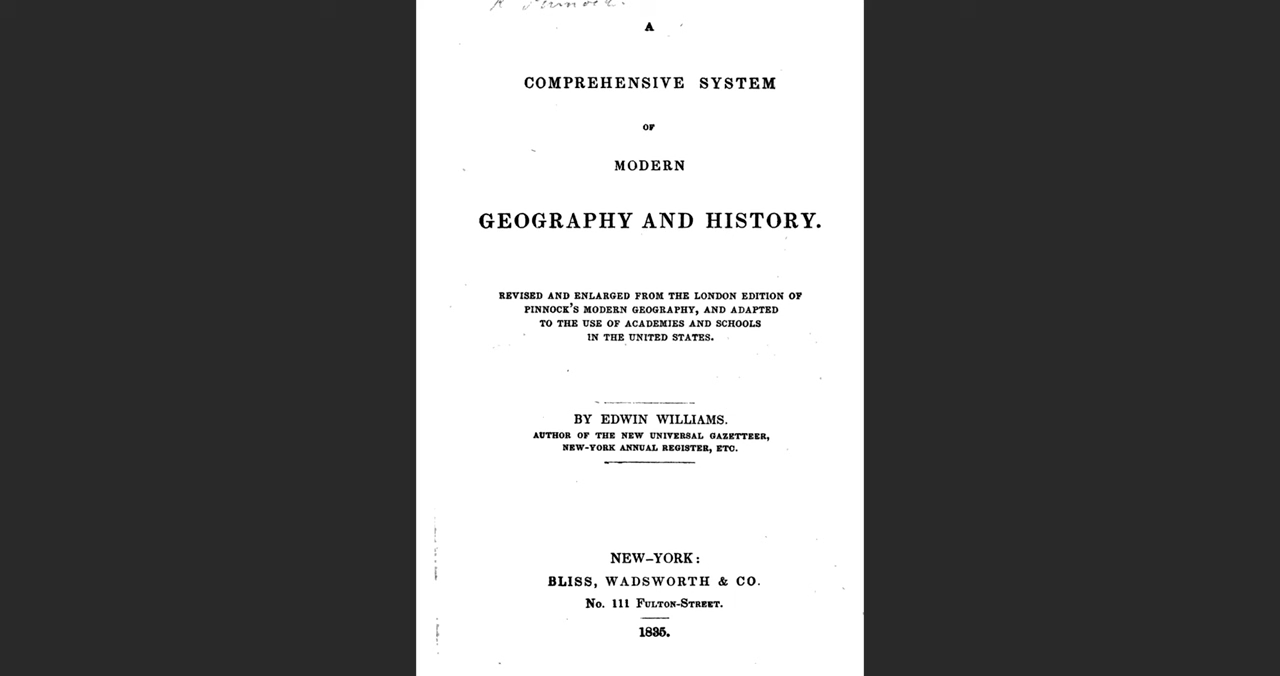 A
COMPREHENSIVE SYSTEM
OF
MODERN
GEOGRAPHY AND HISTORY.
REVISED AND ENLARGED FROM THE LONDON EDITION OF
PINNOCK'S MODERN GEOGRAPHY, AND ADAPTED
TO THE USE OF ACADEMIES AND SCHOOLS
IN THE UNITED STATES.
BY EDWIN WILLIAMS.
AUTHOR OF THE NEW UNIVERSAL GAZETTEER,
NEW-YORK ANNUAL REGISTER, ETC.
NEW-YORK:
BLISS, WADSWORTH & CO.
No. 111 FULTON-STREET.
1835.